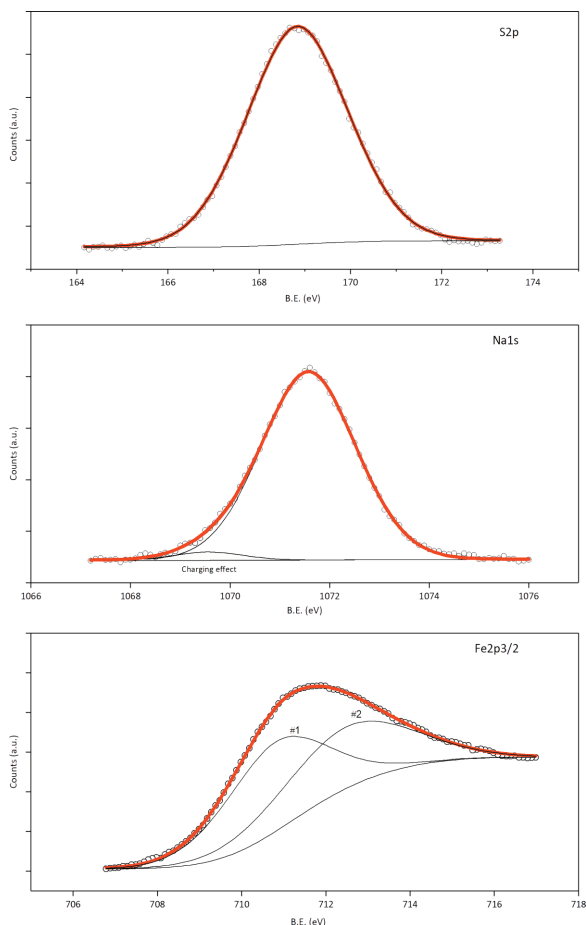 S2p
Counts (a.u.)
164 166 168 170 172 174
B.E. (eV)
Na1s
Counts (a.u.)
Charging effect
1066 1068 1070 1072 1074 1076
B.E. (eV)
Fe2p3/2
#1
#2
Counts (a.u.)
706 708 710 712 714 716 718
B.E. (eV)